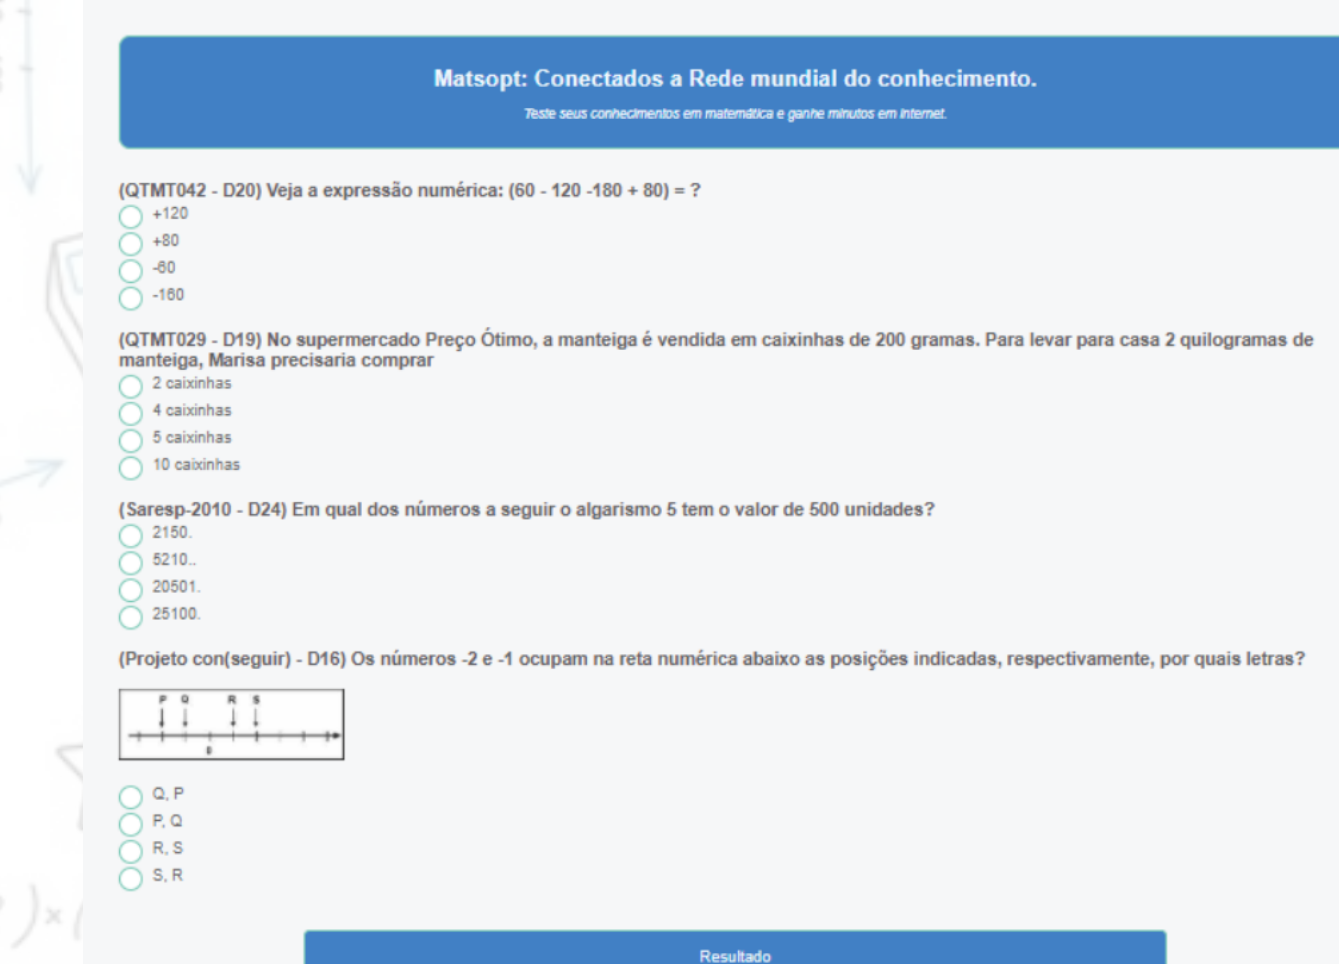 Matsopt: Conectados a Rede mundial do conhecimento.
Teste seus conhecimentos em matemática e ganhe minutos em internet.
(QTMT042 - D20) Veja a expressão numérica: (60 - 120 -180 + 80) = ?
+120
+80
-60
-160
(QTMT029 - D19) No supermercado Preço Ótimo, a manteiga é vendida em caixinhas de 200 gramas. Para levar para casa 2 quilogramas de
manteiga, Marisa precisaria comprar
2 caixinhas
4 caixinhas
5 caixinhas
10 caixinhas
(Saresp-2010 - D24) Em qual dos números a seguir o algarismo 5 tem o valor de 500 unidades?
2150.
5210..
20501.
25100.
(Projeto con(seguir) - D16) Os números -2 e -1 ocupam na reta numérica abaixo as posições indicadas, respectivamente, por quais letras?
P Q R S
0
Q, P
P, Q
R, S
S, R
Resultado